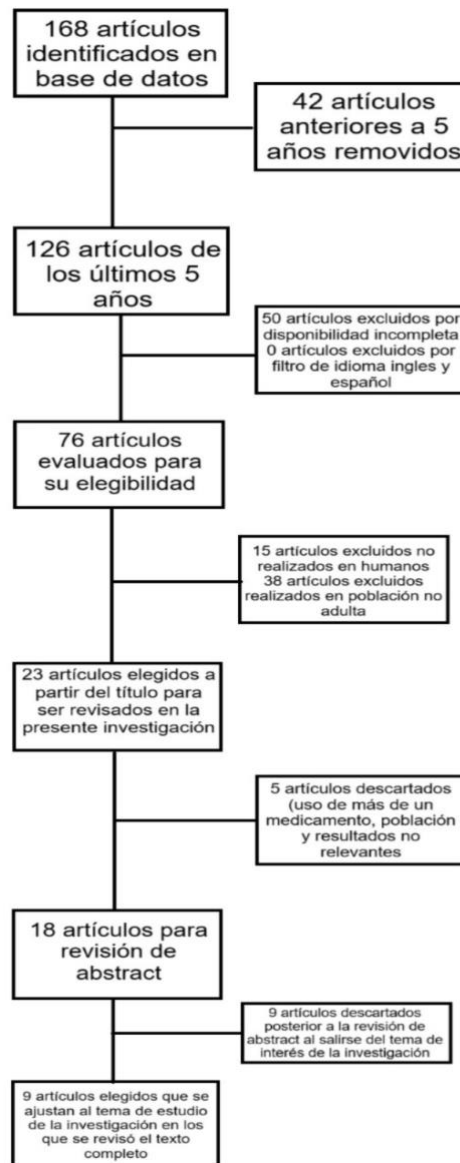 168 artículos
identificados en
base de datos
42 artículos
anteriores a 5
años removidos
126 artículos de
los últimos 5
años
50 artículos excluidos por
disponibilidad incompleta
0 artículos excluidos por
filtro de idioma ingles y
español
76 artículos
evaluados para
su elegibilidad
15 artículos excluidos no
realizados en humanos
38 artículos excluidos
realizados en población no
adulta
23 artículos elegidos a
partir del título para
ser revisados en la
presente investigación
5 artículos descartados
(uso de más de un
medicamento, población
y resultados no
relevantes
18 artículos para
revisión de
abstract
9 artículos descartados
posterior a la revisión de
abstract al salirse del tema de
interés de la investigación
9 artículos elegidos que se
ajustan al tema de estudio
de la investigación en los
que se revisó el texto
completo